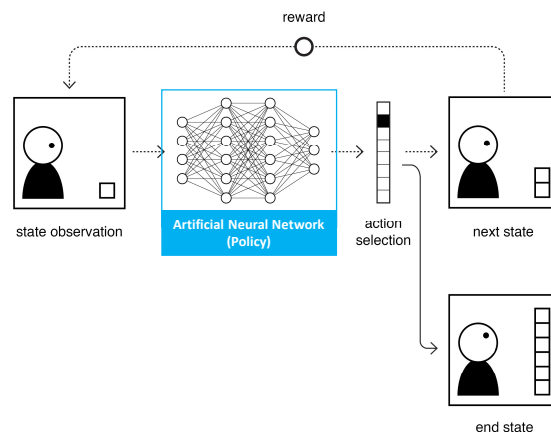 reward
state observation
Artificial Neural Network
(Policy)
action
selection
next state
end state